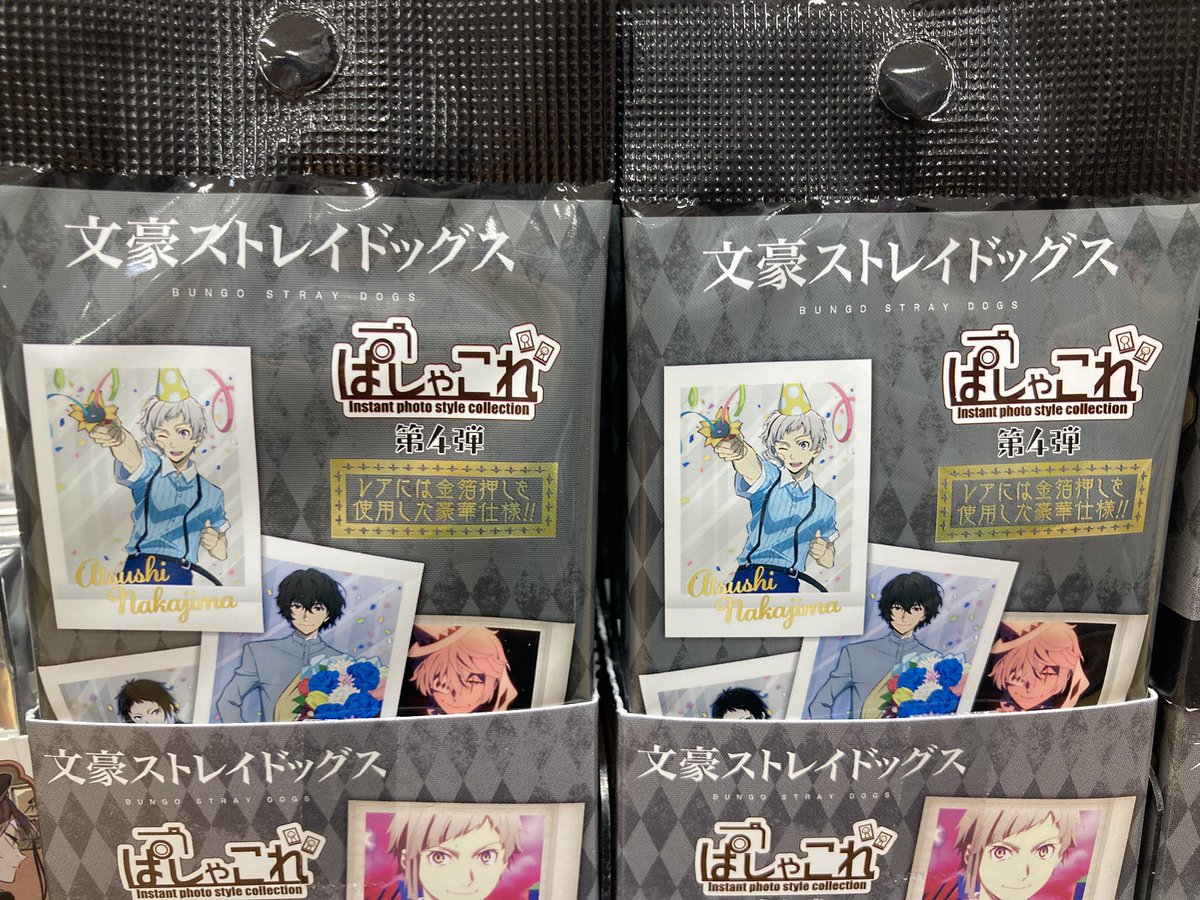 文豪ストレイドッグス
BUNGO STRAY DOGS
ぱしゃこれ
Instant photo style collection
第4弾
レアには金箔押しを
使用した豪華仕様!!
Atsushi
Nakajima
文豪ストレイドッグス
BUNGO STRAY DOGS
ぱしゃこれ
Instant photo style collection
文豪ストレイドッグス
BUNGO STRAY DOGS
ぱしゃこれ
Instant photo style collection
第4弾
レアには金箔押しを
使用した豪華仕様!!
Atsushi
Nakajima
文豪ストレイドッグス
BUNGO STRAY DOGS
ぱしゃこれ
Instant photo style collection